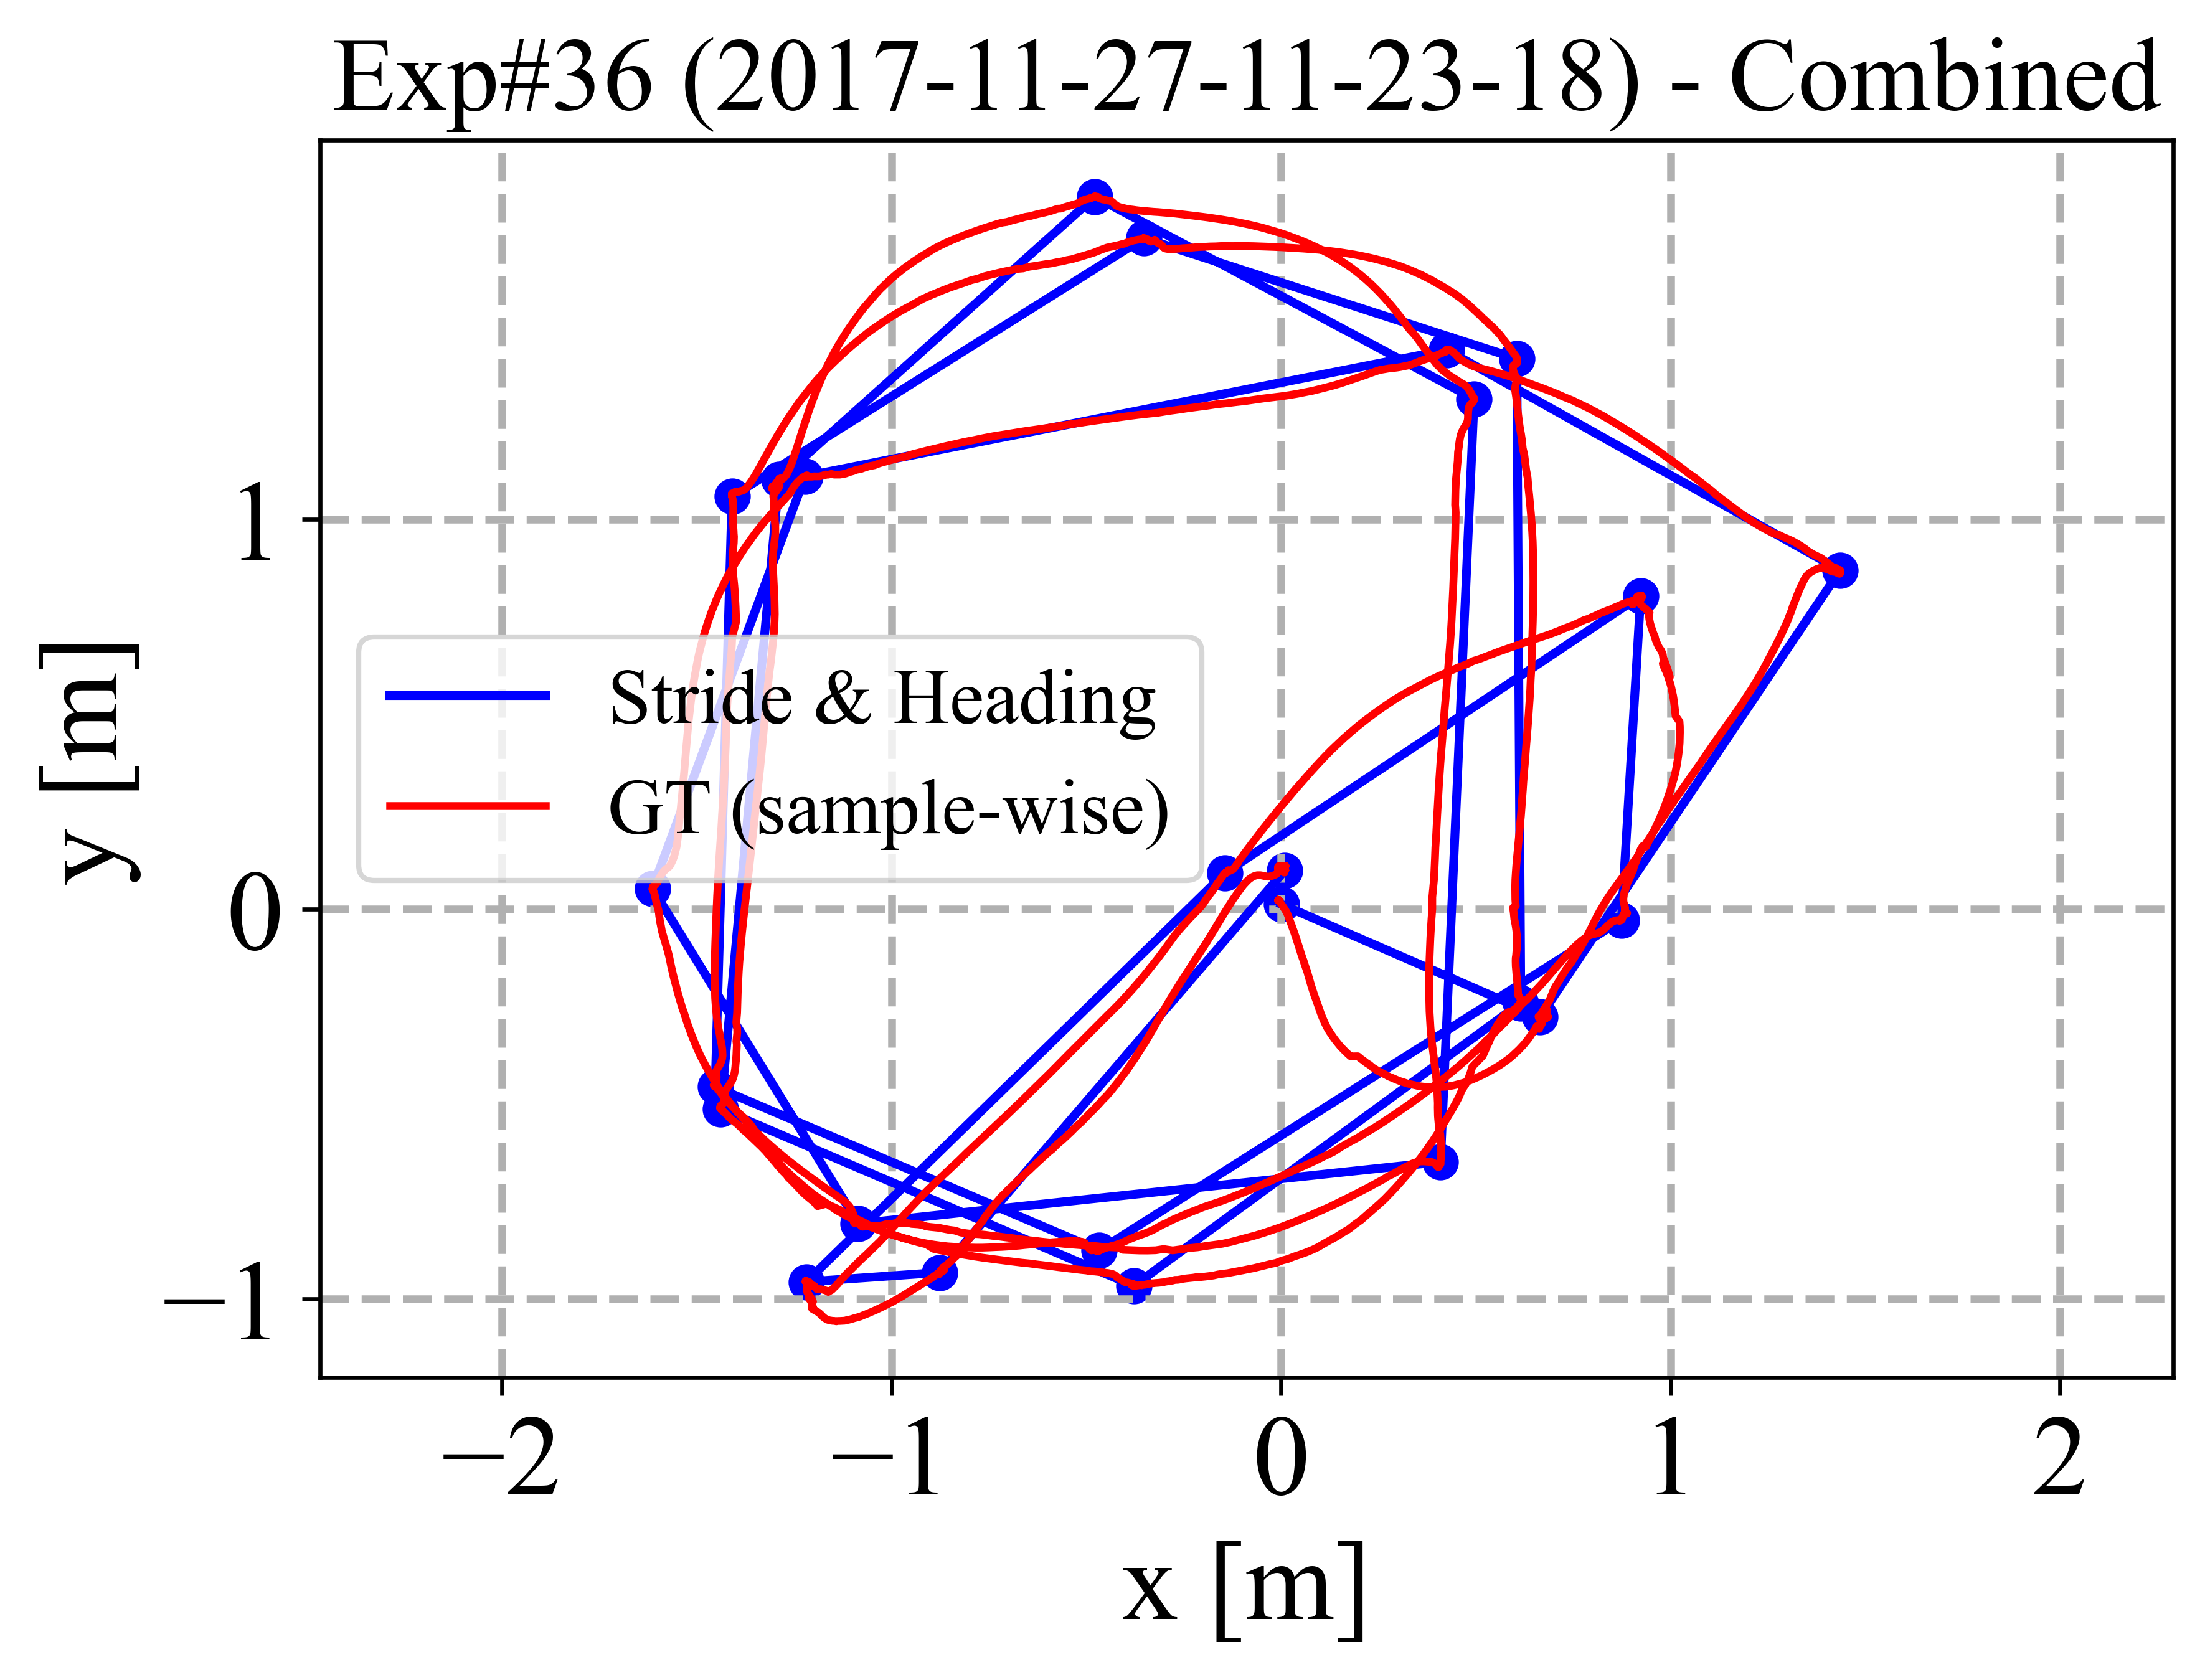 Exp#36 (2017-11-27-11-23-18) - Combined
y [m]
1
0
−1
Stride & Heading
GT (sample-wise)
−2 −1 0 1 2
x [m]